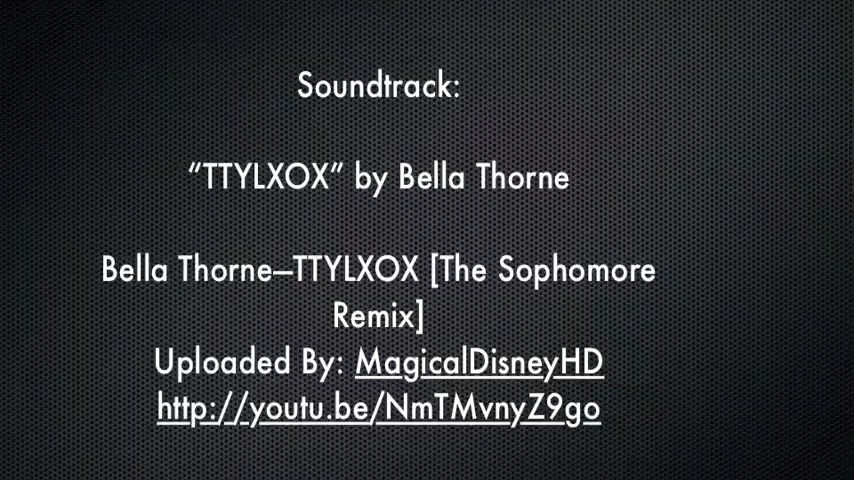 Soundtrack:
“TTYLXOX” by Bella Thorne
Bella Thorne—TTYLXOX [The Sophomore
Remix]
Uploaded By: MagicalDisneyHD
http://youtu.be/NmTMvnyZ9go